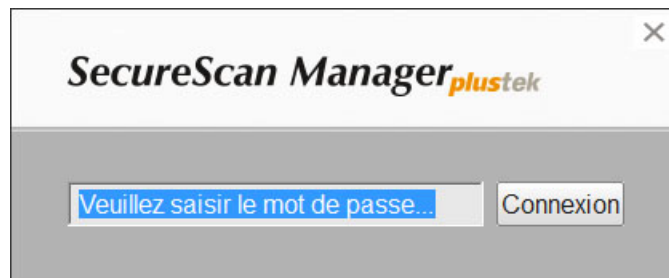 SecureScan Manager plustek
Veuillez saisir le mot de passe... Connexion